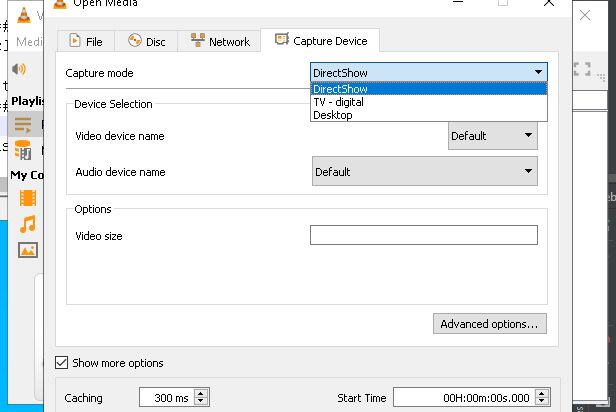 Open Media
File
Disc
Network
Capture Device
Capture mode
DirectShow
DirectShow
TV - digital
Desktop
Device Selection
Video device name
Default
Audio device name
Default
Options
Video size
Advanced options...
Show more options
Caching
300 ms
Start Time
00H:00m:00s.000
Medi
Playlis
My Co